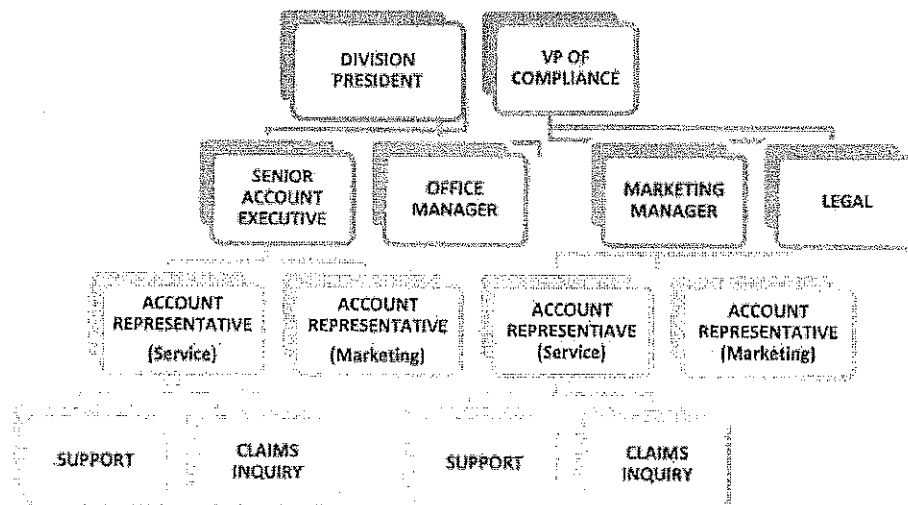 DIVISION
PRESIDENT
VP OF
COMPLIANCE
SENIOR
ACCOUNT
EXECUTIVE
OFFICE
MANAGER
MARKETING
MANAGER
LEGAL
ACCOUNT
REPRESENTATIVE
(Service)
ACCOUNT
REPRESENTATIVE
(Marketing)
ACCOUNT
REPRESENTIAVE
(Service)
ACCOUNT
REPRESENTATIVE
(Marketing)
SUPPORT
CLAIMS
INQUIRY
SUPPORT
CLAIMS
INQUIRY